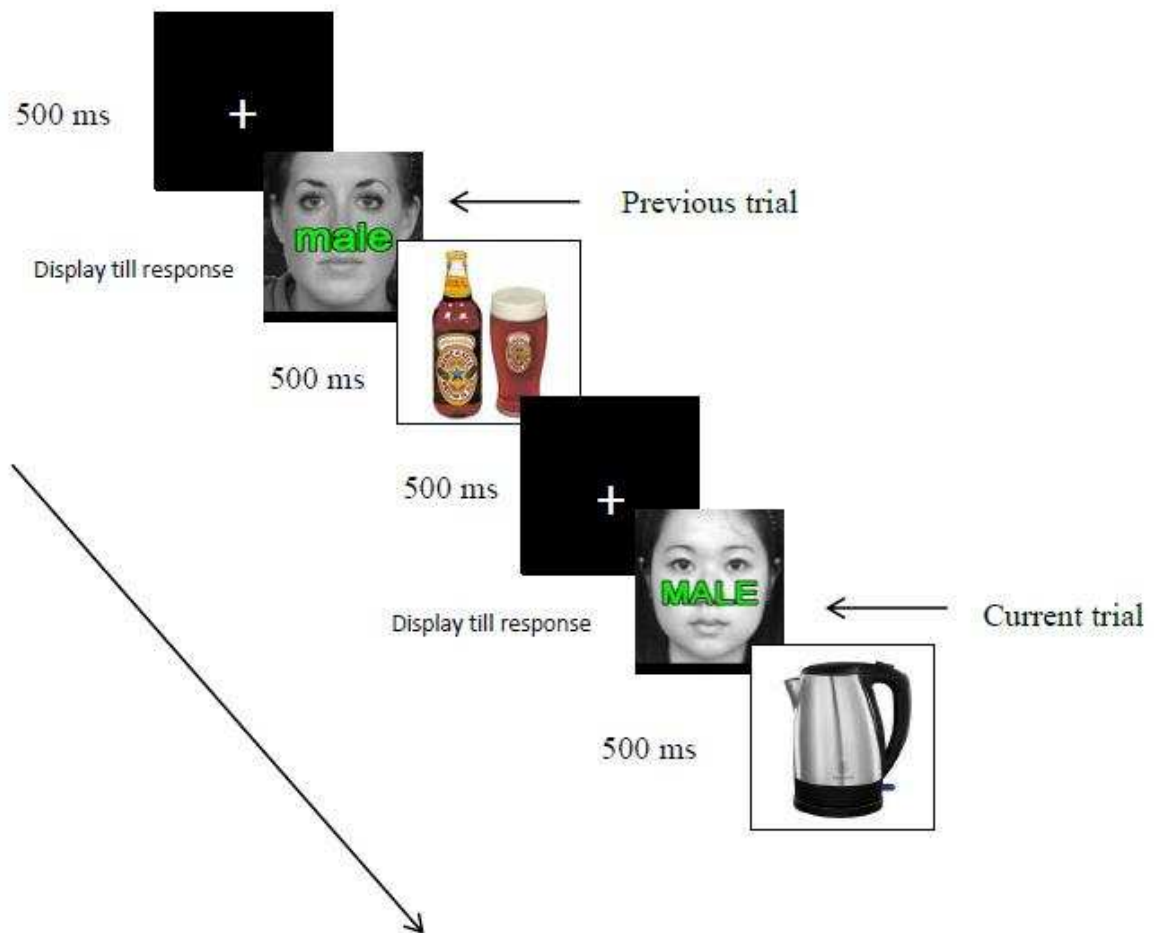 500 ms
male
Previous trial
Display till response
500 ms
500 ms
MALE
Display till response
Current trial
500 ms